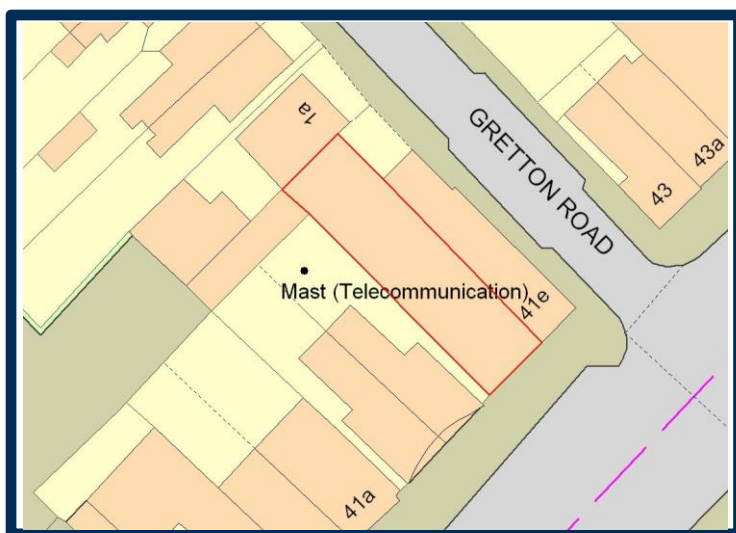 1a
GRETTON ROAD
43a
43
Mast (Telecommunication)
41e
41a